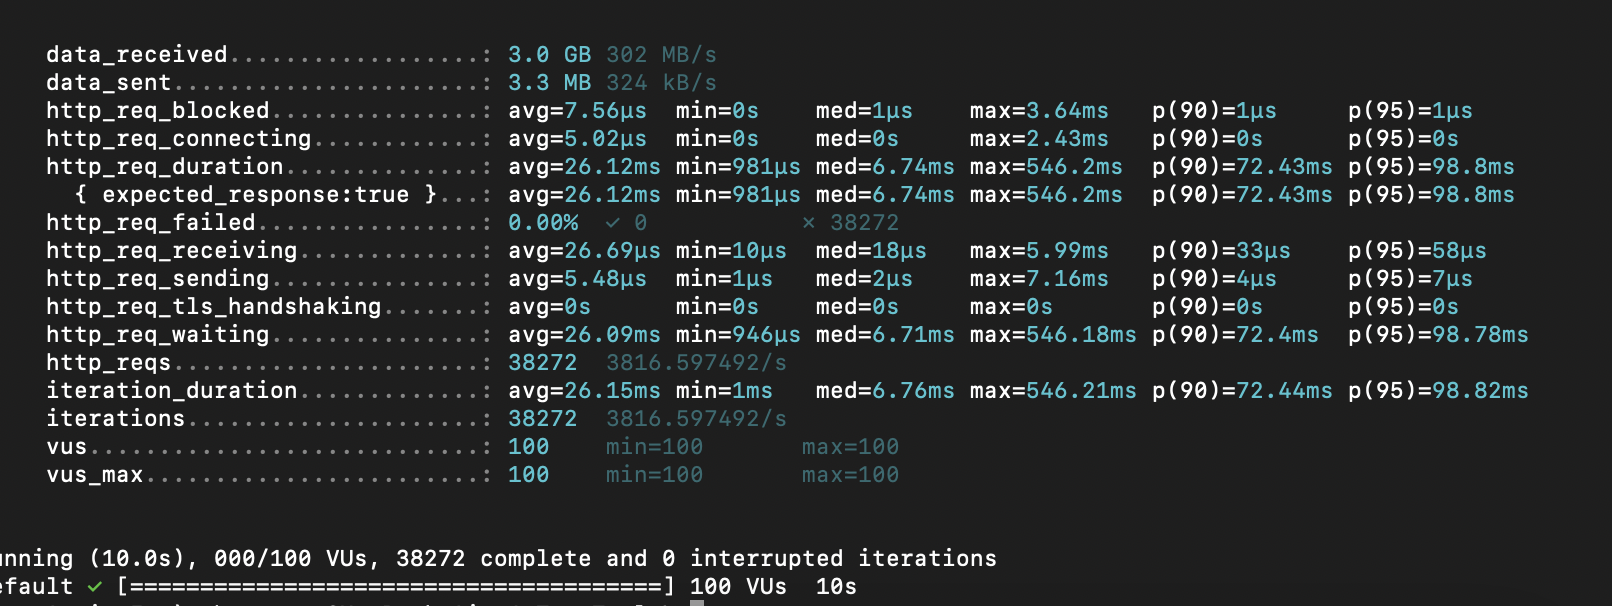 data_received..................: 3.0 GB 302 MB/s
data_sent......................: 3.3 MB 324 kB/s
http_req_blocked...............: avg=7.56µs  min=0s    med=1µs    max=3.64ms   p(90)=1µs     p(95)=1µs
http_req_connecting............: avg=5.02µs  min=0s    med=0s     max=2.43ms   p(90)=0s      p(95)=0s
http_req_duration..............: avg=26.12ms min=981µs med=6.74ms max=546.2ms  p(90)=72.43ms p(95)=98.8ms
{ expected_response:true }...: avg=26.12ms min=981µs med=6.74ms max=546.2ms  p(90)=72.43ms p(95)=98.8ms
http_req_failed................: 0.00%  ✓ 0           ✗ 38272
http_req_receiving.............: avg=26.69µs min=10µs  med=18µs   max=5.99ms   p(90)=33µs    p(95)=58µs
http_req_sending...............: avg=5.48µs  min=1µs   med=2µs    max=7.16ms   p(90)=4µs     p(95)=7µs
http_req_tls_handshaking.......: avg=0s      min=0s    med=0s     max=0s       p(90)=0s      p(95)=0s
http_req_waiting...............: avg=26.09ms min=946µs med=6.71ms max=546.18ms p(90)=72.4ms  p(95)=98.78ms
http_reqs......................: 38272  3816.597492/s
iteration_duration.............: avg=26.15ms min=1ms   med=6.76ms max=546.21ms p(90)=72.44ms p(95)=98.82ms
iterations.....................: 38272  3816.597492/s
vus............................: 100    min=100       max=100
vus_max........................: 100    min=100       max=100
unning (10.0s), 000/100 VUs, 38272 complete and 0 interrupted iterations
efault ✓ [======================================] 100 VUs  10s